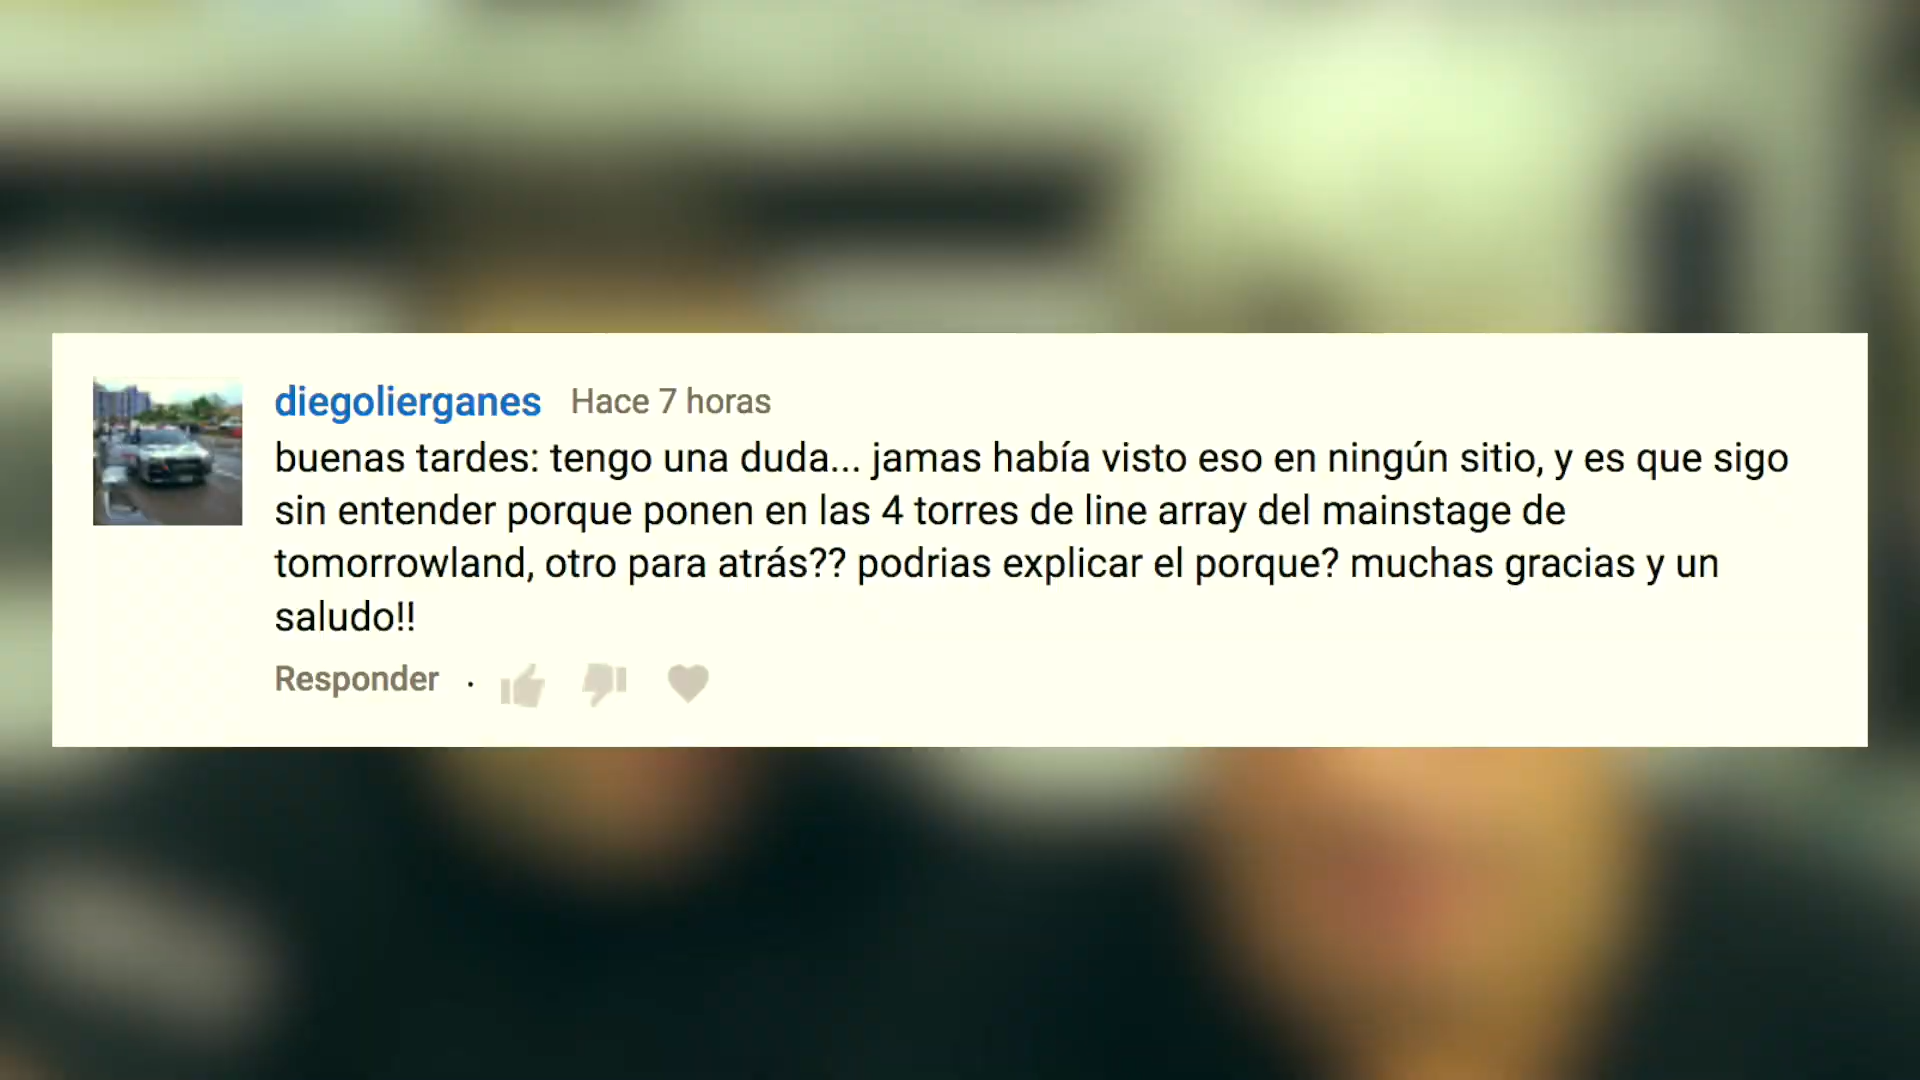 diegolierganes Hace 7 horas
buenas tardes: tengo una duda... jamas había visto eso en ningún sitio, y es que sigo
sin entender porque ponen en las 4 torres de line array del mainstage de
tomorrowland, otro para atrás?? podrias explicar el porque? muchas gracias y un
saludo!!
Responder ·